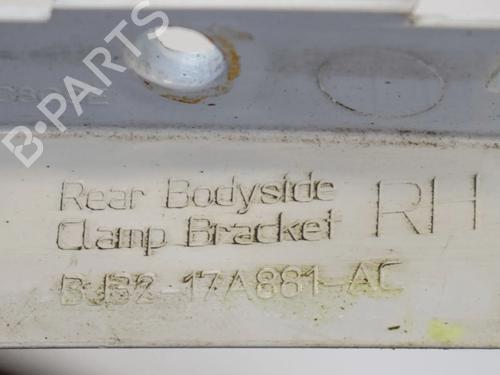 B-PARTS
Rear Bodyside
Clamp Bracket
RH
BJ32-17A881-AC